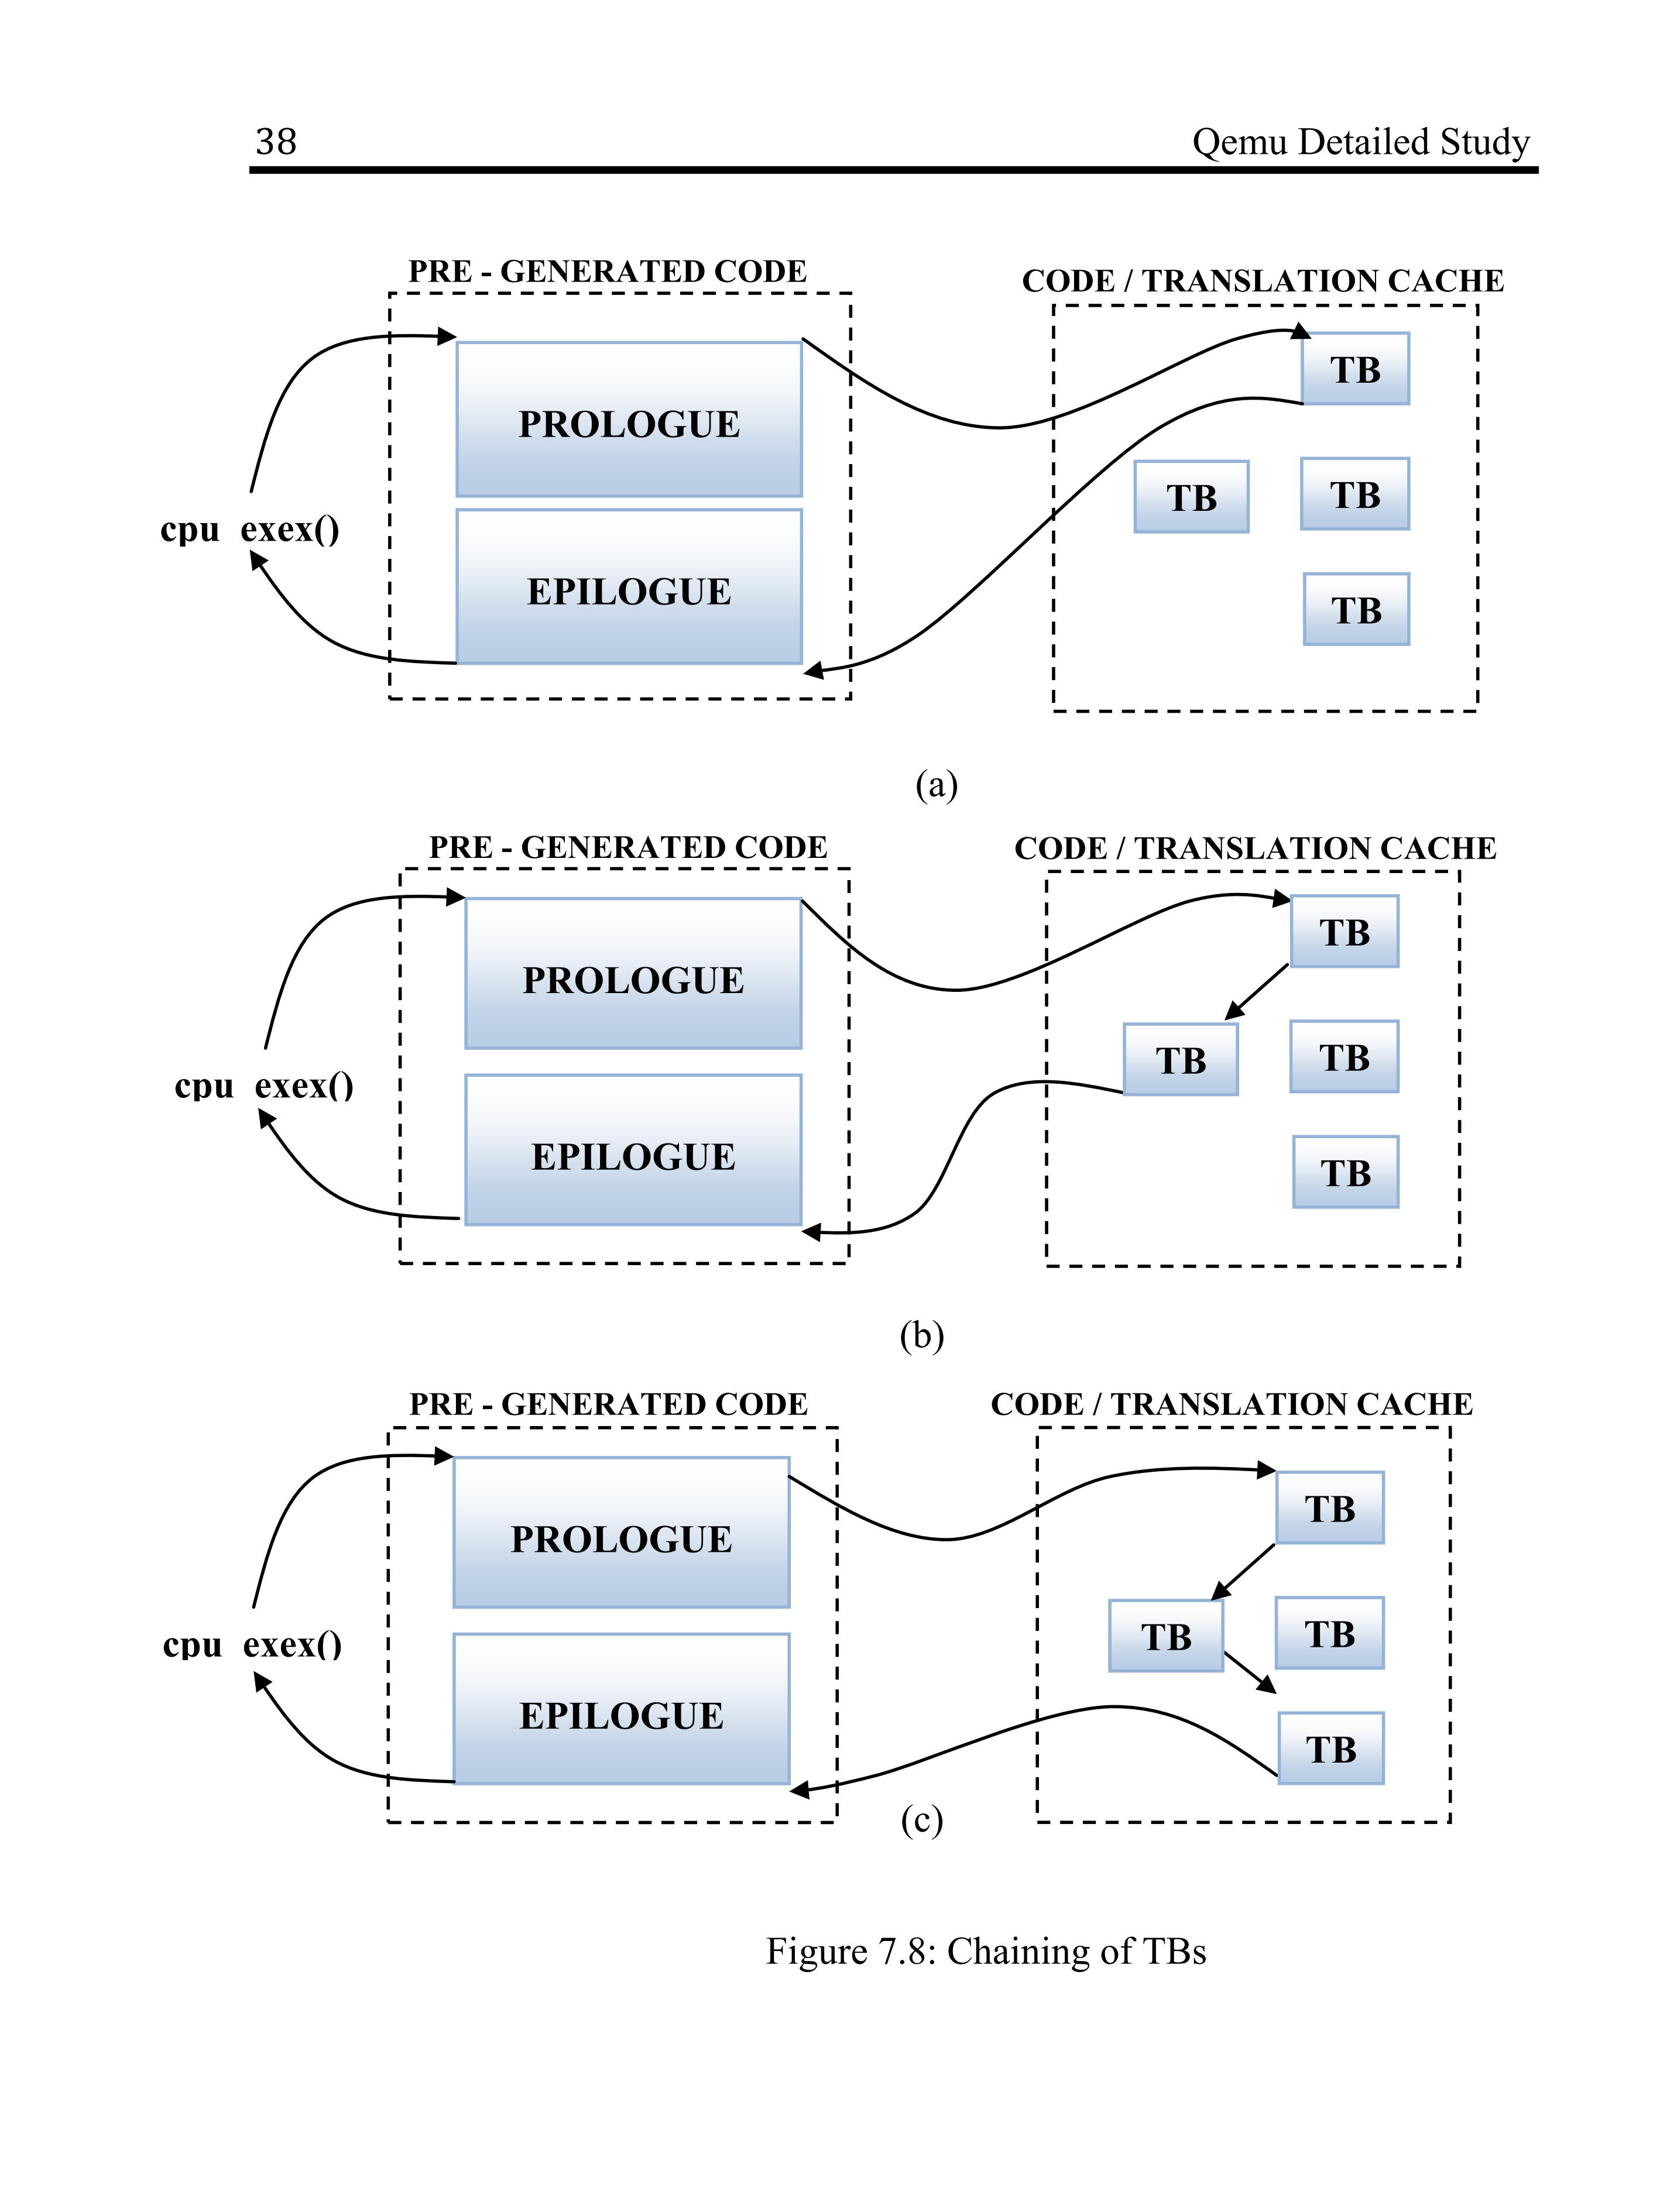 38 Qemu Detailed Study
PRE - GENERATED CODE
CODE / TRANSLATION CACHE
TB
PROLOGUE
TB TB
cpu exex()
EPILOGUE
TB
(a)
PRE - GENERATED CODE
CODE / TRANSLATION CACHE
TB
PROLOGUE
TB TB
cpu exex()
EPILOGUE
TB
(b)
PRE - GENERATED CODE
CODE / TRANSLATION CACHE
TB
PROLOGUE
TB TB
cpu exex()
EPILOGUE
TB
(c)
Figure 7.8: Chaining of TBs